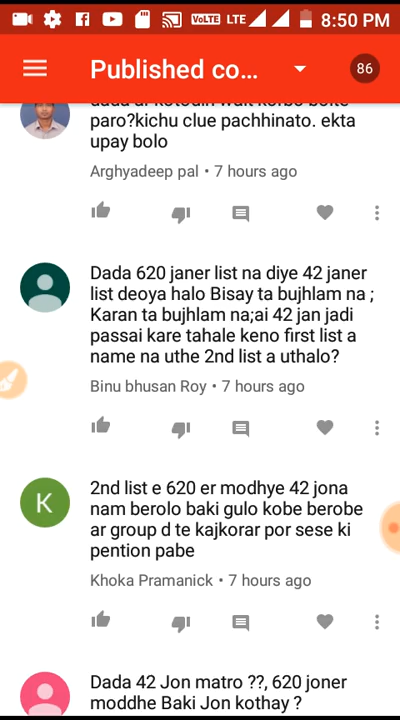 VoLTE LTE 8:50 PM
Published co... 86
paro?kichu clue pachhinato. ekta
upay bolo
Arghyadeep pal • 7 hours ago
Dada 620 janer list na diye 42 janer
list deoya halo Bisay ta bujhlam na ;
Karan ta bujhlam na;ai 42 jan jadi
passai kare tahale keno first list a
name na uthe 2nd list a uthalo?
Binu bhusan Roy • 7 hours ago
K
2nd list e 620 er modhye 42 jona
nam berolo baki gulo kobe berobe
ar group d te kajkorar por sese ki
pention pabe
Khoka Pramanick • 7 hours ago
Dada 42 Jon matro ??, 620 joner
moddhe Baki Jon kothay ?